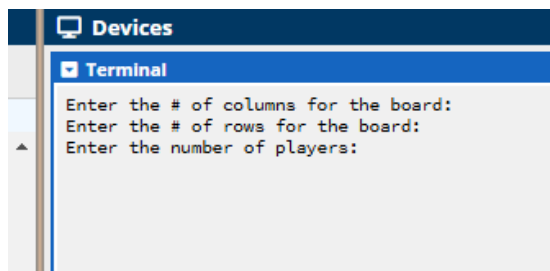 Devices
Terminal
Enter the # of columns for the board:
Enter the # of rows for the board:
Enter the number of players: